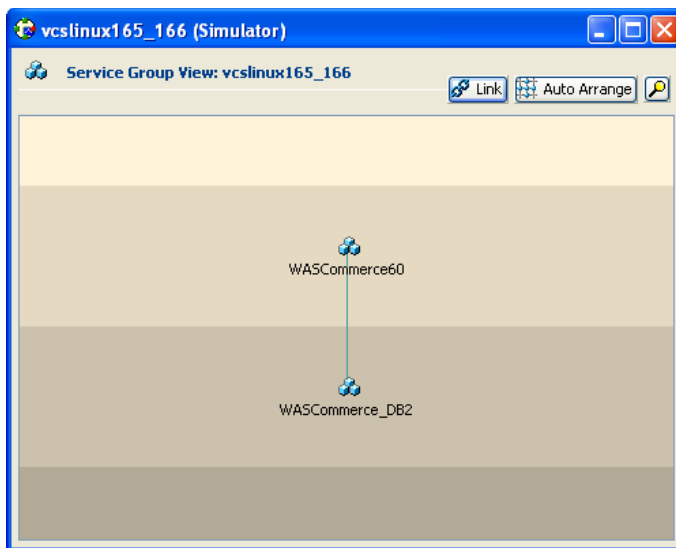 vcslinux165_166 (Simulator)
Service Group View: vcslinux165_166
Link
Auto Arrange
WASCommerce60
WASCommerce_DB2